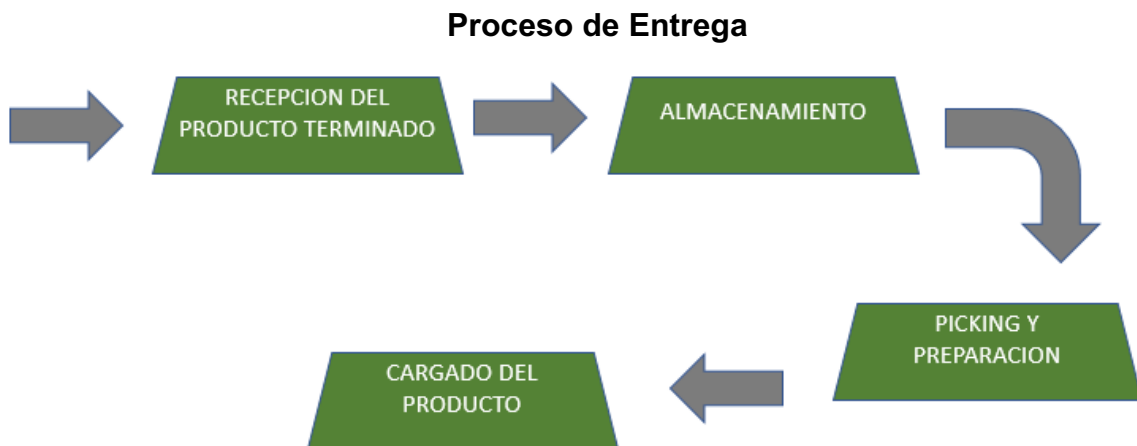 Proceso de Entrega
RECEPCION DEL
PRODUCTO TERMINADO
ALMACENAMIENTO
PICKING Y
PREPARACION
CARGADO DEL
PRODUCTO